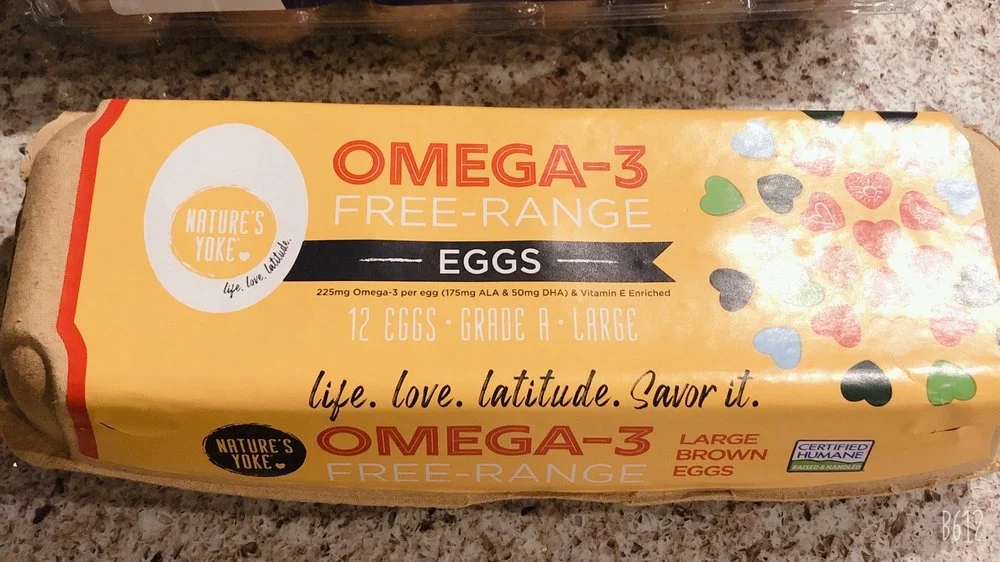 OMEGA-3
FREE-RANGE
NATURE'S
YOKE
life. love. latitude.
EGGS
225mg Omega-3 per egg (175mg ALA & 50mg DHA) & Vitamin E Enriched
12 EGGS • GRADE A • LARGE
life. love. latitude. Savor it.
NATURE'S
YOKE
OMEGA-3
FREE-RANGE
LARGE
BROWN
EGGS
CERTIFIED
HUMANE
RAISED & HANDLED
B612